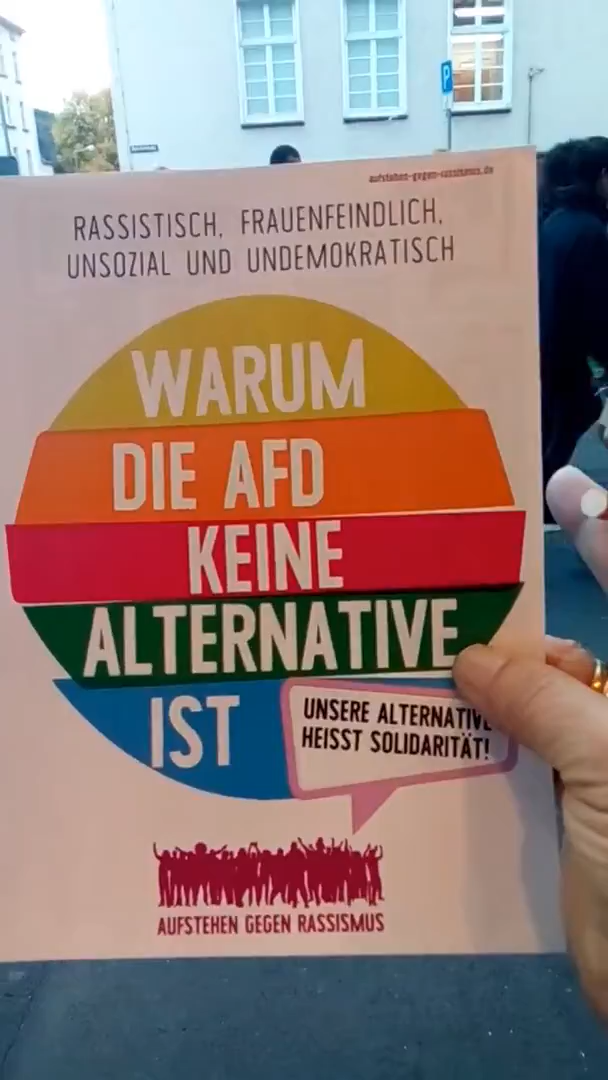 aufstehen-gegen-rassismus.de
RASSISTISCH, FRAUENFEINDLICH,
UNSOZIAL UND UNDEMOKRATISCH
WARUM
DIE AFD
KEINE
ALTERNATIVE
IST
UNSERE ALTERNATIVE
HEISST SOLIDARITÄT!
AUFSTEHEN GEGEN RASSISMUS
P